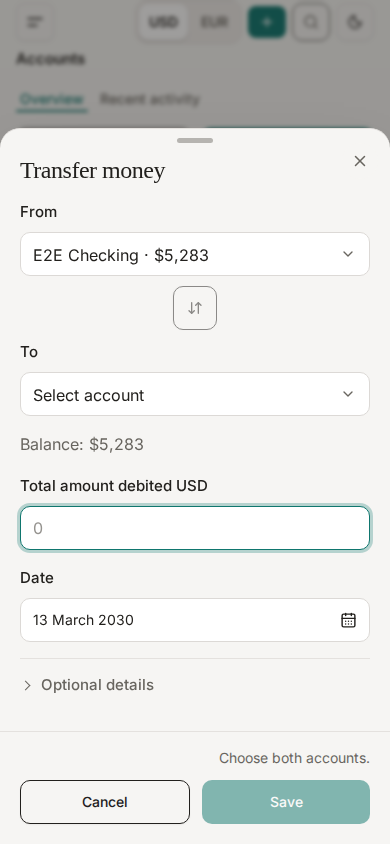 USD EUR
Accounts
Overview Recent activity
Transfer money
From
E2E Checking · $5,283
To
Select account
Balance: $5,283
Total amount debited USD
0
Date
13 March 2030
Optional details
Choose both accounts.
Cancel Save